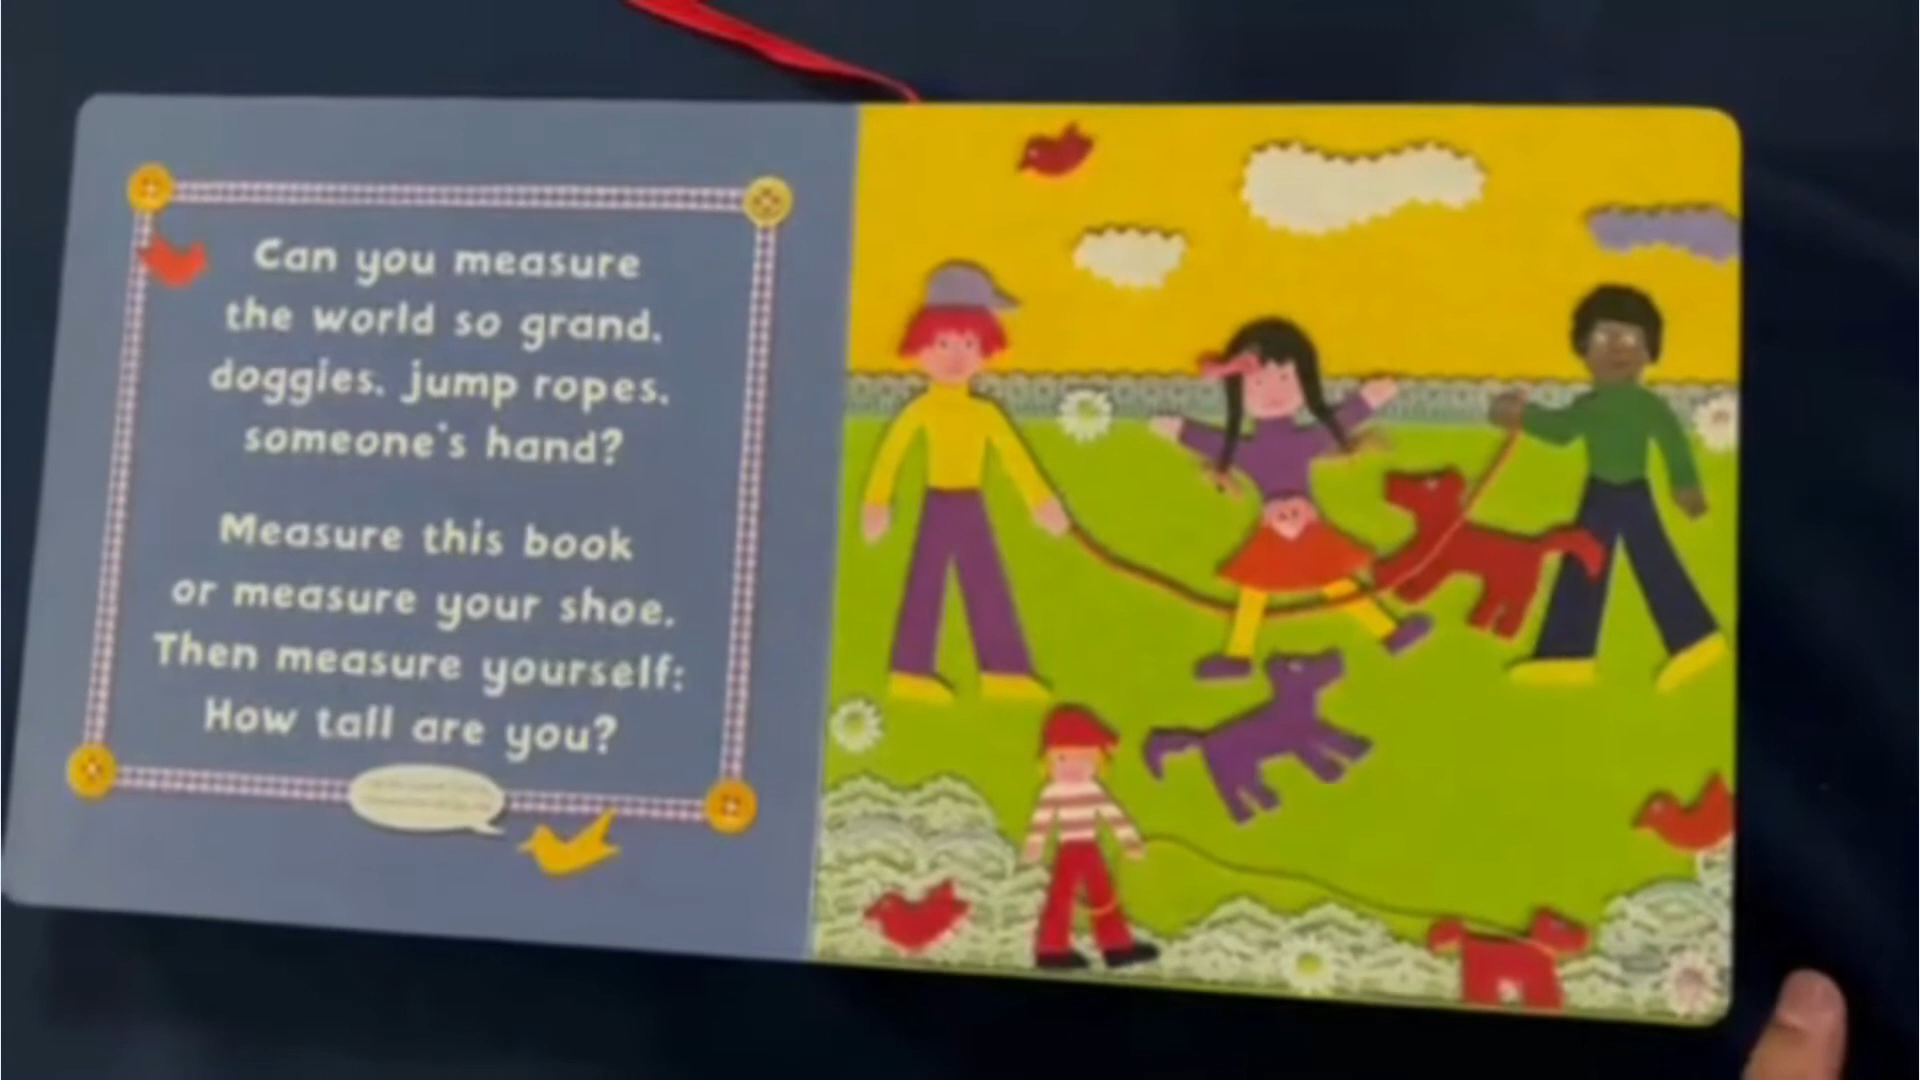 Can you measure
the world so grand,
doggies, jump ropes,
someone's hand?
Measure this book
or measure your shoe.
Then measure yourself:
How tall are you?